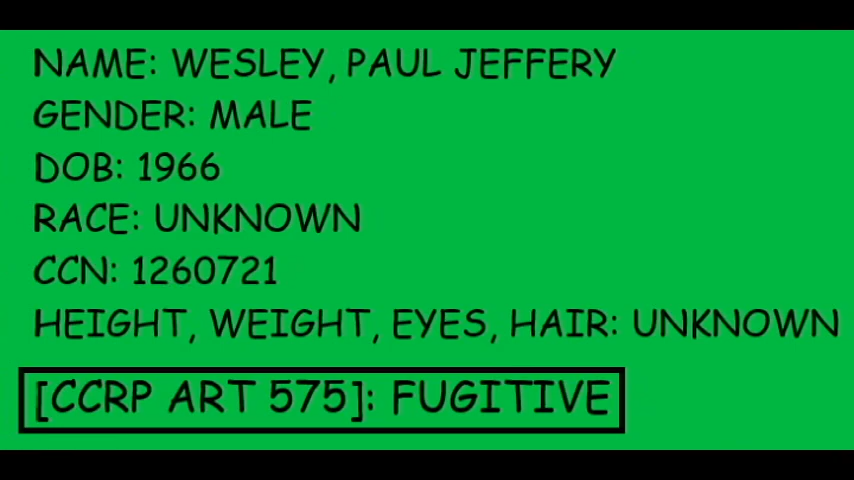 NAME: WESLEY, PAUL JEFFERY
GENDER: MALE
DOB: 1966
RACE: UNKNOWN
CCN: 1260721
HEIGHT, WEIGHT, EYES, HAIR: UNKNOWN
[CCRP ART 575]: FUGITIVE